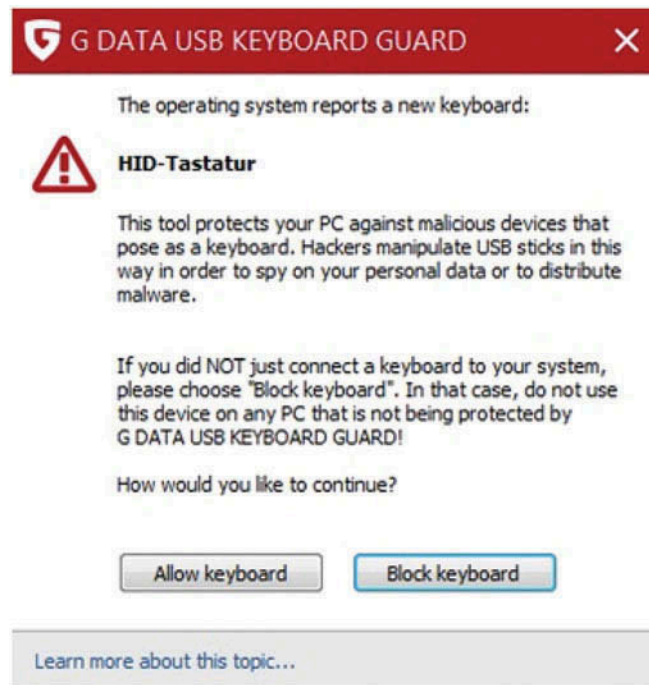 G DATA USB KEYBOARD GUARD
The operating system reports a new keyboard:
HID-Tastatur
This tool protects your PC against malicious devices that
pose as a keyboard. Hackers manipulate USB sticks in this
way in order to spy on your personal data or to distribute
malware.
If you did NOT just connect a keyboard to your system,
please choose "Block keyboard". In that case, do not use
this device on any PC that is not being protected by
G DATA USB KEYBOARD GUARD!
How would you like to continue?
Allow keyboard
Block keyboard
Learn more about this topic...